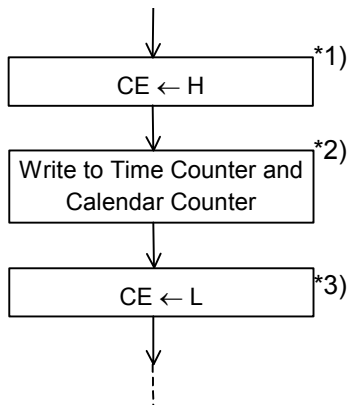 *1)
CE ← H
*2)
Write to Time Counter and
Calendar Counter
*3)
CE ← L